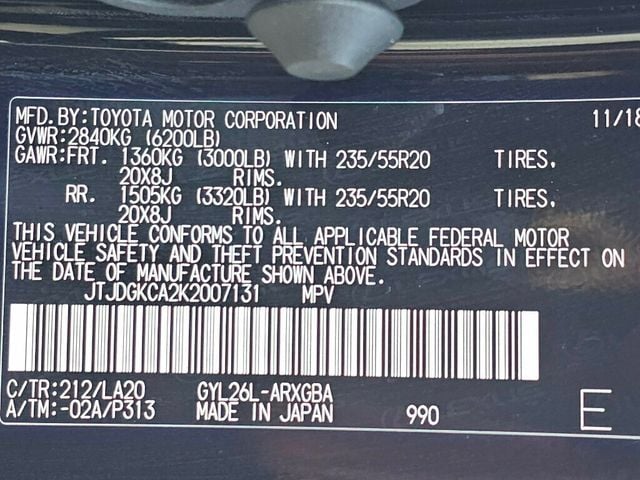 MFD.BY:TOYOTA MOTOR CORPORATION 11/18
GVWR:2840KG (6200LB)
GAWR:FRT. 1360KG (3000LB) WITH 235/55R20 TIRES,
20X8J RIMS.
RR. 1505KG (3320LB) WITH 235/55R20 TIRES,
20X8J RIMS.
THIS VEHICLE CONFORMS TO ALL APPLICABLE FEDERAL MOTOR
VEHICLE SAFETY AND THEFT PREVENTION STANDARDS IN EFFECT ON
THE DATE OF MANUFACTURE SHOWN ABOVE.
JTJDGKCA2K2007131 MPV
C/TR:212/LA20 GYL26L-ARXGBA
A/TM:-02A/P313 MADE IN JAPAN 990 E